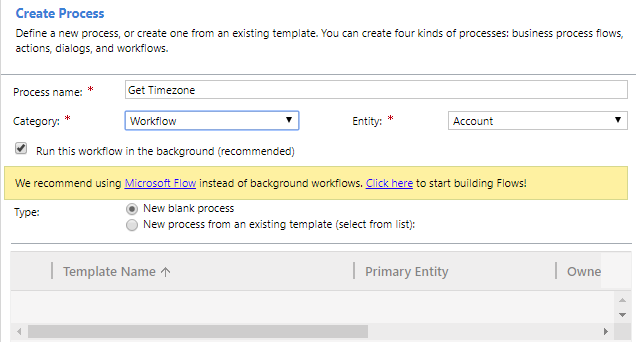 Create Process
Define a new process, or create one from an existing template. You can create four kinds of processes: business process flows,
actions, dialogs, and workflows.
Process name: * Get Timezone
Category: * Workflow Entity: * Account
Run this workflow in the background (recommended)
We recommend using Microsoft Flow instead of background workflows. Click here to start building Flows!
Type: New blank process
New process from an existing template (select from list):
Template Name ↑ Primary Entity Owne